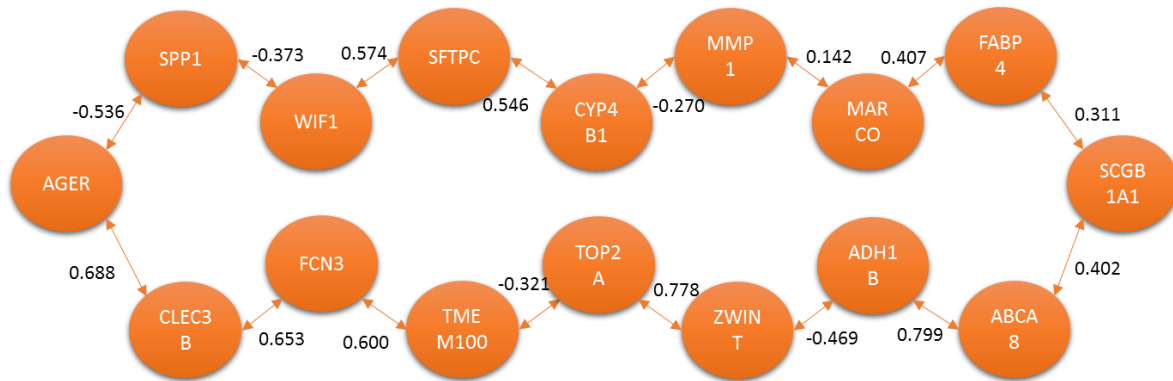 SPP1
-0.373
0.574
SFTPC
MMP
1
0.142
0.407
FABP
4
-0.536
WIF1
0.546
CYP4
B1
-0.270
MAR
CO
0.311
AGER
SCGB
1A1
0.688
FCN3
-0.321
TOP2
A
0.778
ADH1
B
0.402
CLEC3
B
0.653
0.600
TME
M100
ZWIN
T
-0.469
0.799
ABCA
8